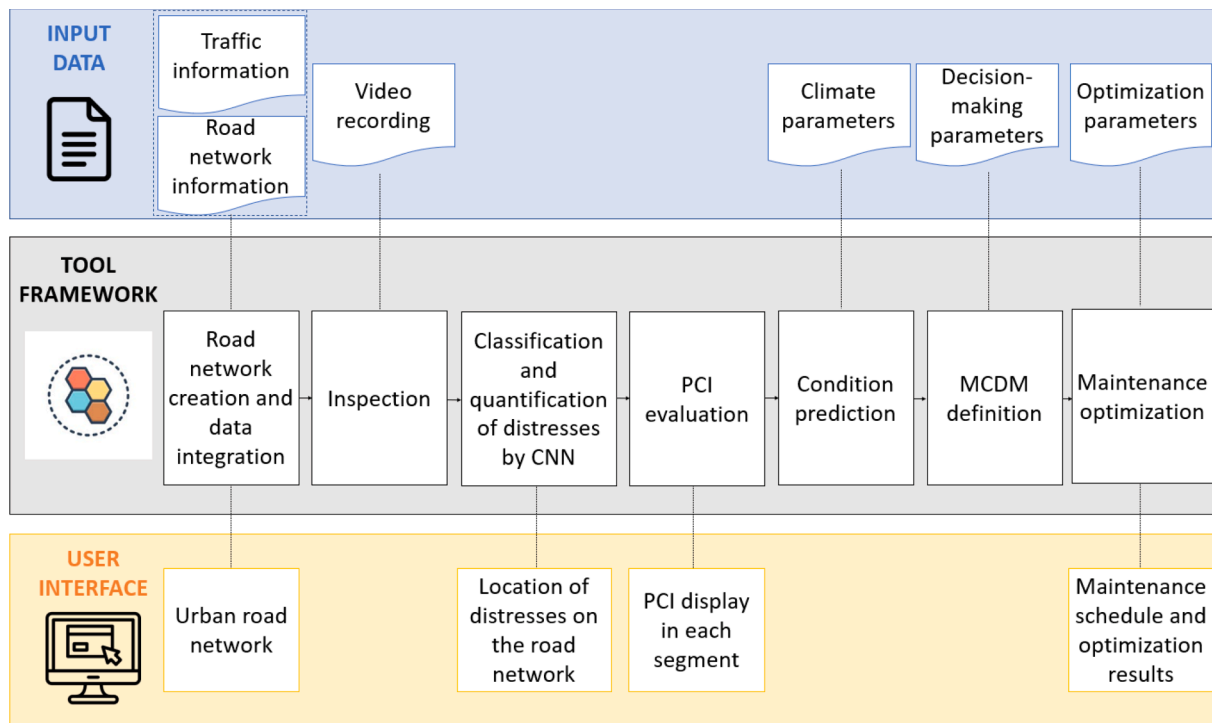 INPUT
DATA
Traffic
information
Road
network
information
Video
recording
Climate
parameters
Decision-
making
parameters
Optimization
parameters
TOOL
FRAMEWORK
Road
network
creation and
data
integration
Inspection
Classification
and
quantification
of distresses
by CNN
PCI
evaluation
Condition
prediction
MCDM
definition
Maintenance
optimization
USER
INTERFACE
Urban road
network
Location of
distresses on
the road
network
PCI display
in each
segment
Maintenance
schedule and
optimization
results